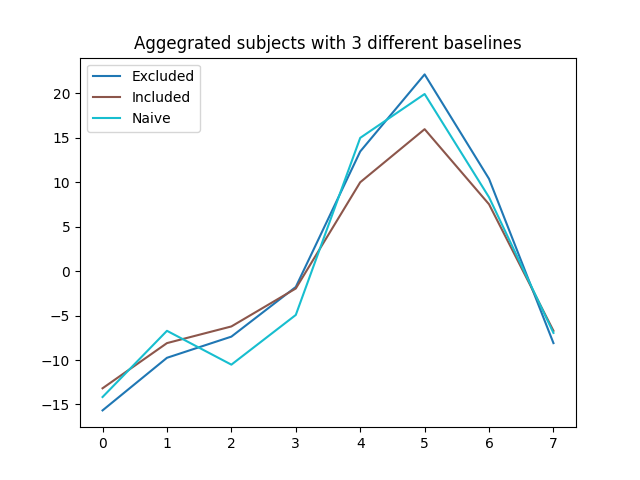 Aggegrated subjects with 3 different baselines
Excluded
Included
Naive
20
15
10
5
0
−5
−10
−15
0 1 2 3 4 5 6 7